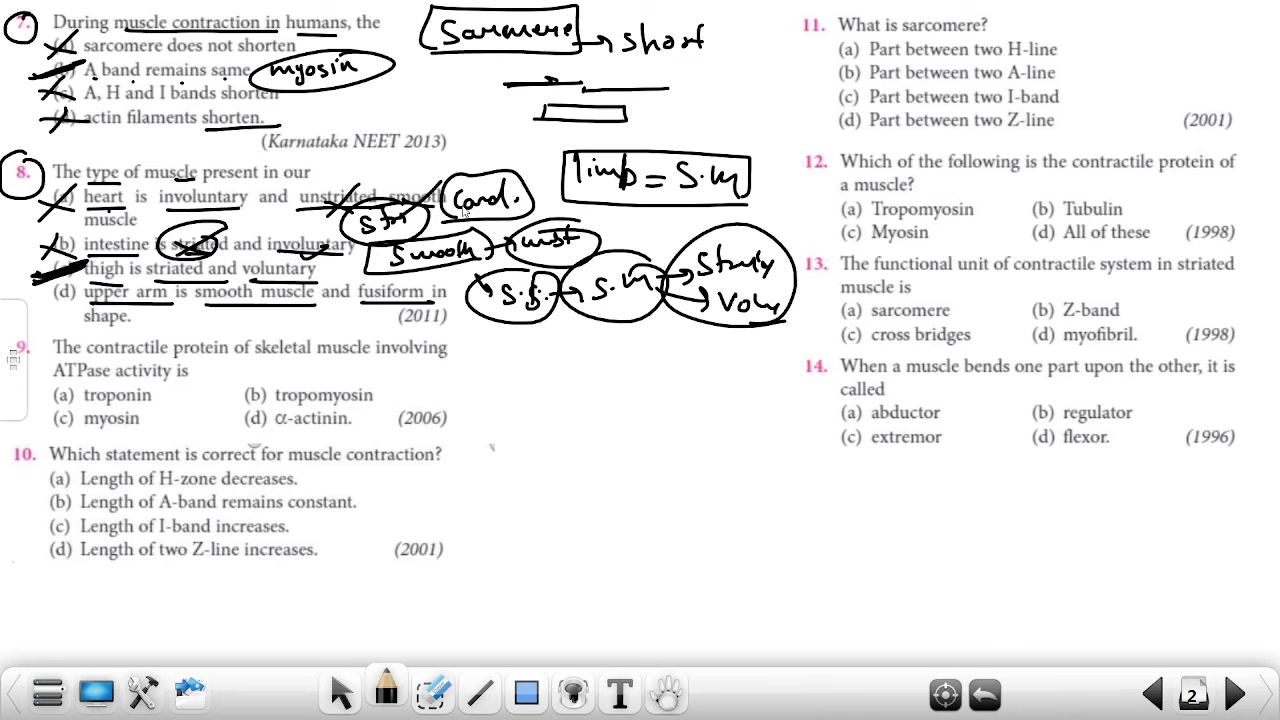 7. During muscle contraction in humans, the
(a) sarcomere does not shorten
(b) A band remains same
(c) A, H and I bands shorten
(d) actin filaments shorten.
(Karnataka NEET 2013)
Sarcomere → short
myosin
8. The type of muscle present in our
(a) heart is involuntary and unstriated smooth
muscle
(b) intestine is striated and involuntary
thigh is striated and voluntary
(d) upper arm is smooth muscle and fusiform in
shape. (2011)
limb = S.M
Card.
Smooth
S.M.
9. The contractile protein of skeletal muscle involving
ATPase activity is
(a) troponin (b) tropomyosin
(c) myosin (d) α-actinin. (2006)
10. Which statement is correct for muscle contraction?
(a) Length of H-zone decreases.
(b) Length of A-band remains constant.
(c) Length of I-band increases.
(d) Length of two Z-line increases. (2001)
11. What is sarcomere?
(a) Part between two H-line
(b) Part between two A-line
(c) Part between two I-band
(d) Part between two Z-line (2001)
12. Which of the following is the contractile protein of
a muscle?
(a) Tropomyosin (b) Tubulin
(c) Myosin (d) All of these (1998)
13. The functional unit of contractile system in striated
muscle is
(a) sarcomere (b) Z-band
(c) cross bridges (d) myofibril. (1998)
14. When a muscle bends one part upon the other, it is
called
(a) abductor (b) regulator
(c) extremor (d) flexor. (1996)
T
2